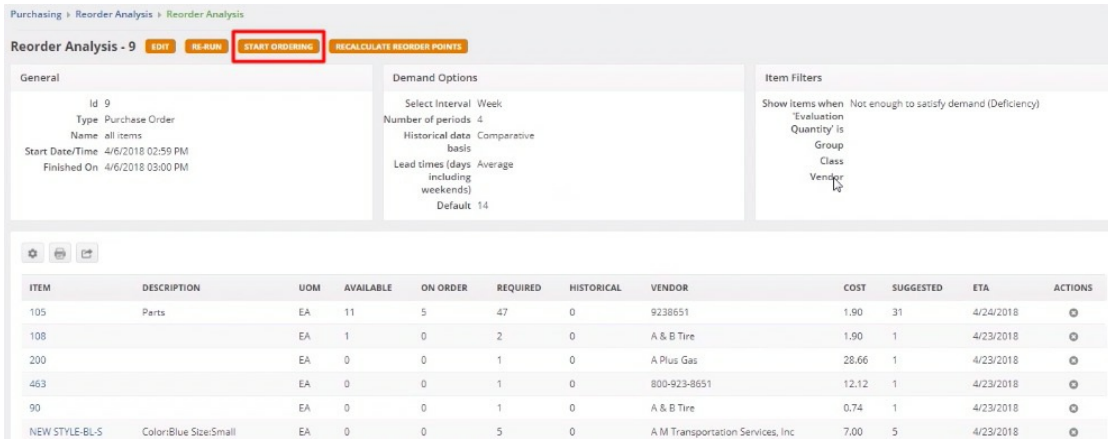 Purchasing › Reorder Analysis › Reorder Analysis
Reorder Analysis - 9 EDIT RE-RUN START ORDERING RECALCULATE REORDER POINTS
General
Id 9
Type Purchase Order
Name all items
Start Date/Time 4/6/2018 02:59 PM
Finished On 4/6/2018 03:00 PM
Demand Options
Select Interval Week
Number of periods 4
Historical data Comparative
basis
Lead times (days Average
including
weekends)
Default 14
Item Filters
Show items when Not enough to satisfy demand (Deficiency)
'Evaluation
Quantity' is
Group
Class
Vendor
ITEM DESCRIPTION UOM AVAILABLE ON ORDER REQUIRED HISTORICAL VENDOR COST SUGGESTED ETA ACTIONS
105 Parts EA 11 5 47 0 9238651 1.90 31 4/24/2018
108 EA 1 0 2 0 A & B Tire 1.90 1 4/23/2018
200 EA 0 0 1 0 A Plus Gas 28.66 1 4/23/2018
463 EA 0 0 1 0 800-923-8651 12.12 1 4/23/2018
90 EA 0 0 1 0 A & B Tire 0.74 1 4/23/2018
NEW STYLE-BL-S Color:Blue Size:Small EA 0 0 5 0 A M Transportation Services, Inc 7.00 5 4/23/2018